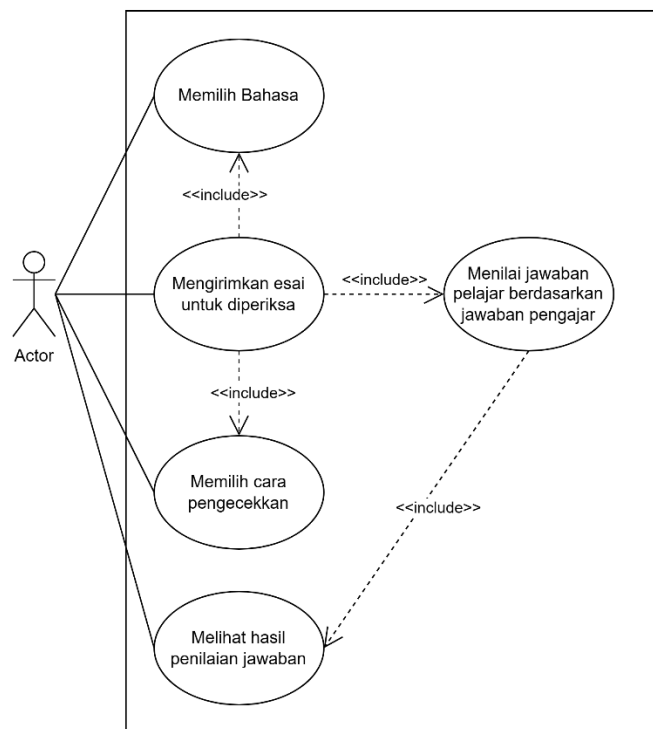 Memilih Bahasa
<<include>>
Mengirimkan esai
untuk diperiksa
<<include>>
Menilai jawaban
pelajar berdasarkan
jawaban pengajar
Actor
<<include>>
Memilih cara
pengecekkan
<<include>>
Melihat hasil
penilaian jawaban